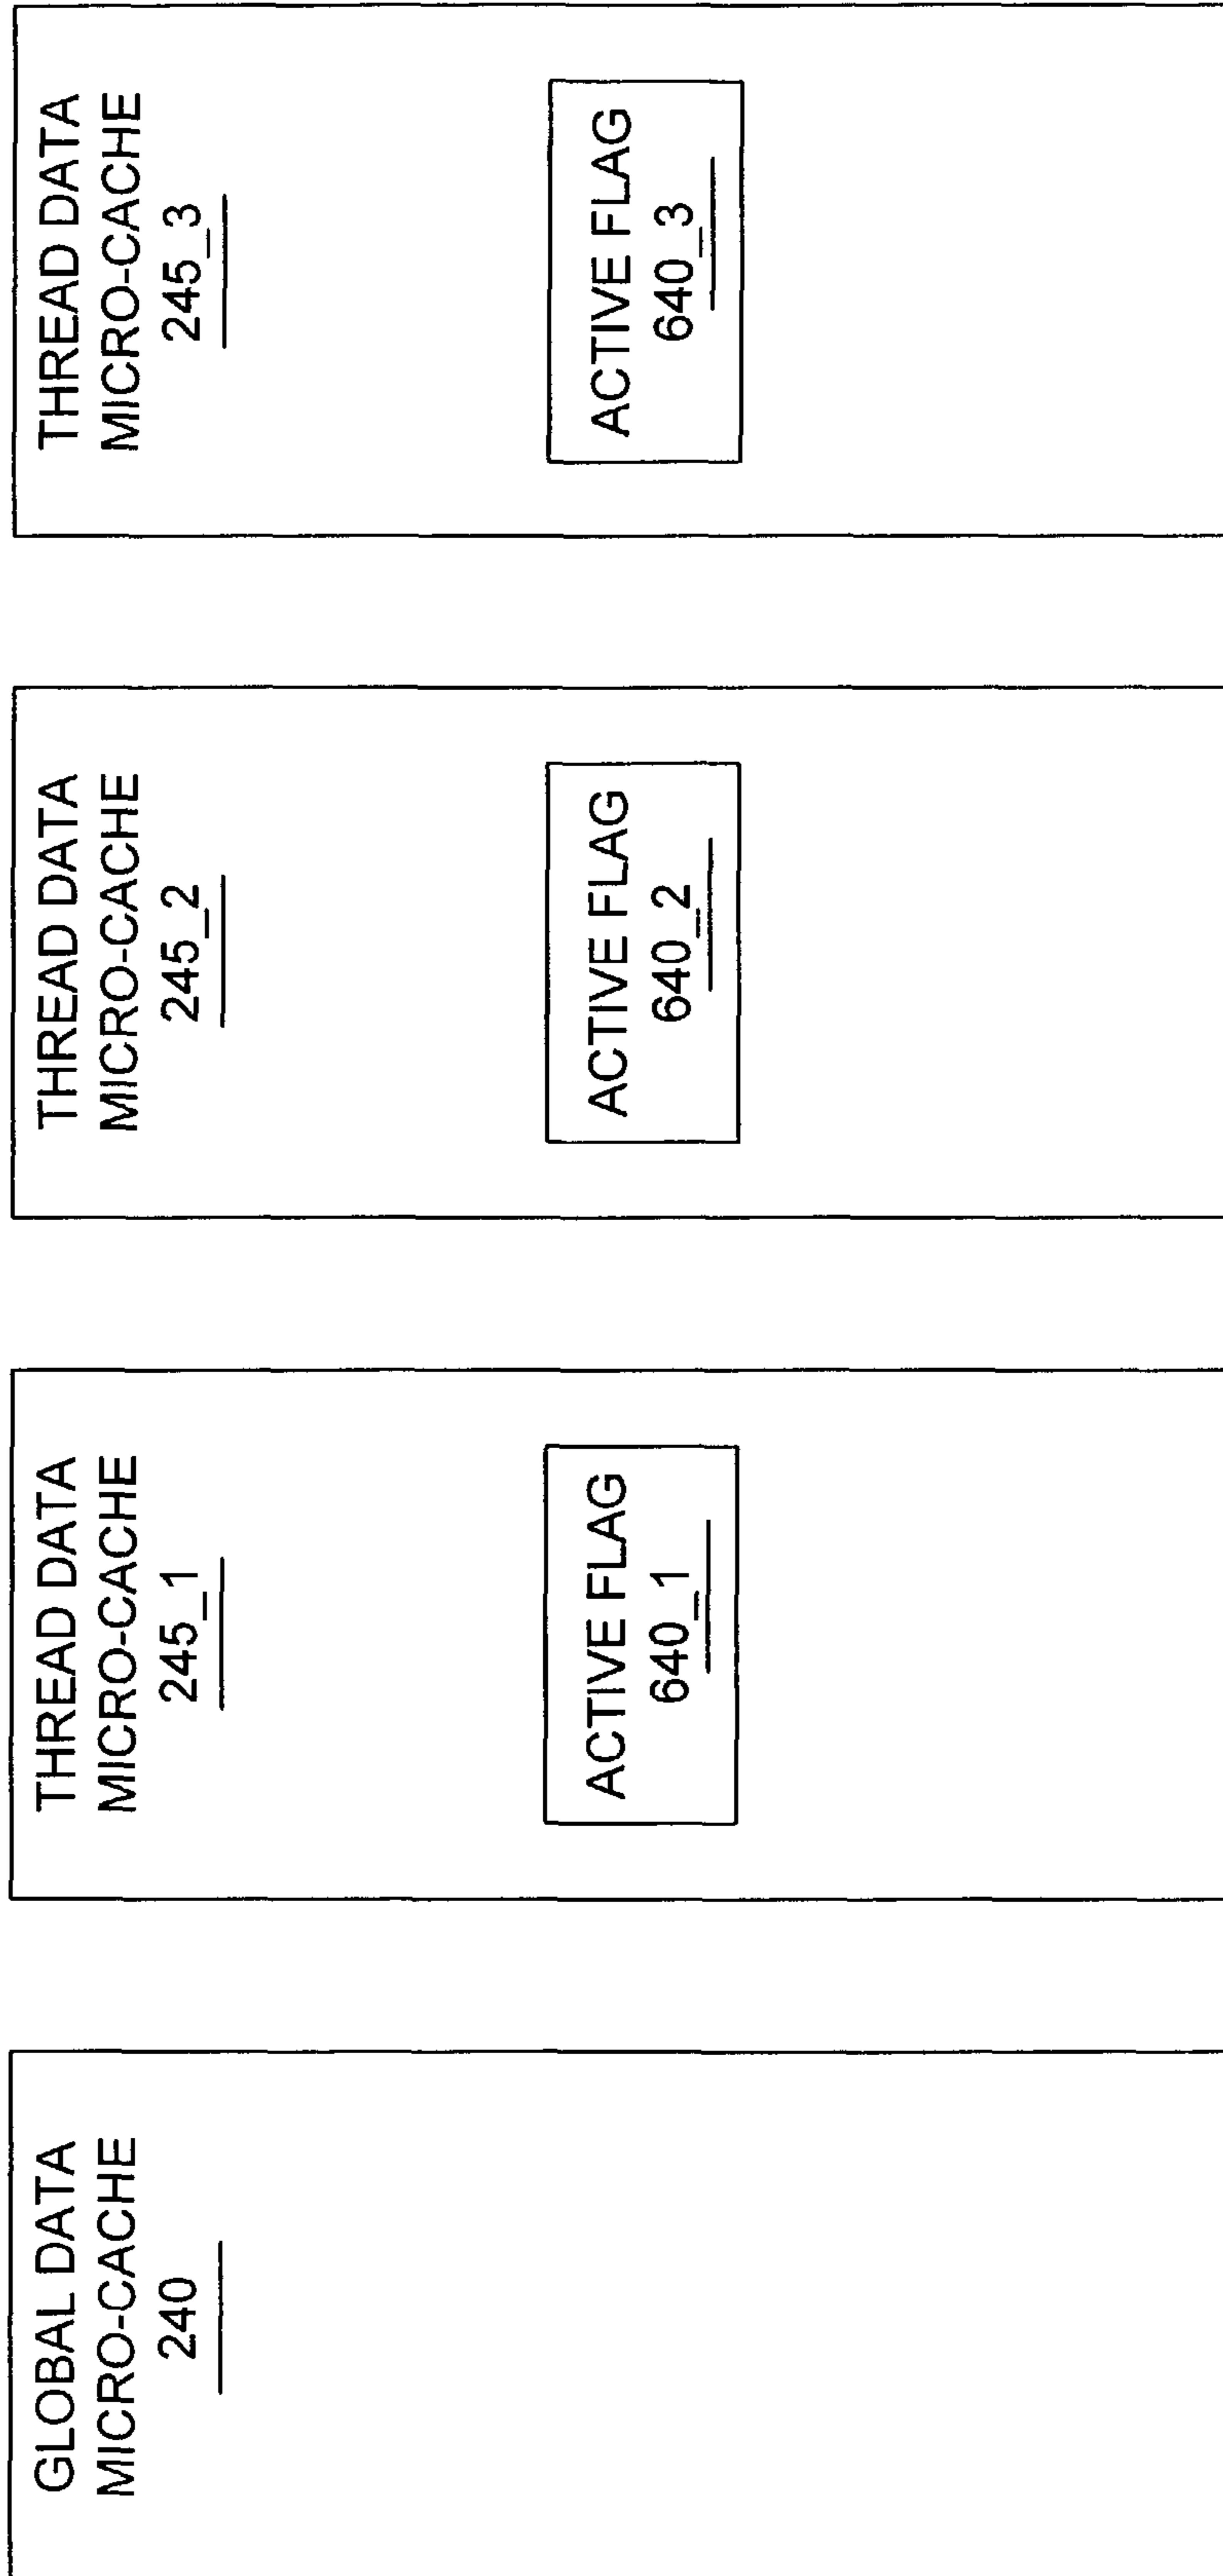 GLOBAL DATA
MICRO-CACHE
240
THREAD DATA
MICRO-CACHE
245_1
ACTIVE FLAG
640_1
THREAD DATA
MICRO-CACHE
245_2
ACTIVE FLAG
640_2
THREAD DATA
MICRO-CACHE
245_3
ACTIVE FLAG
640_3